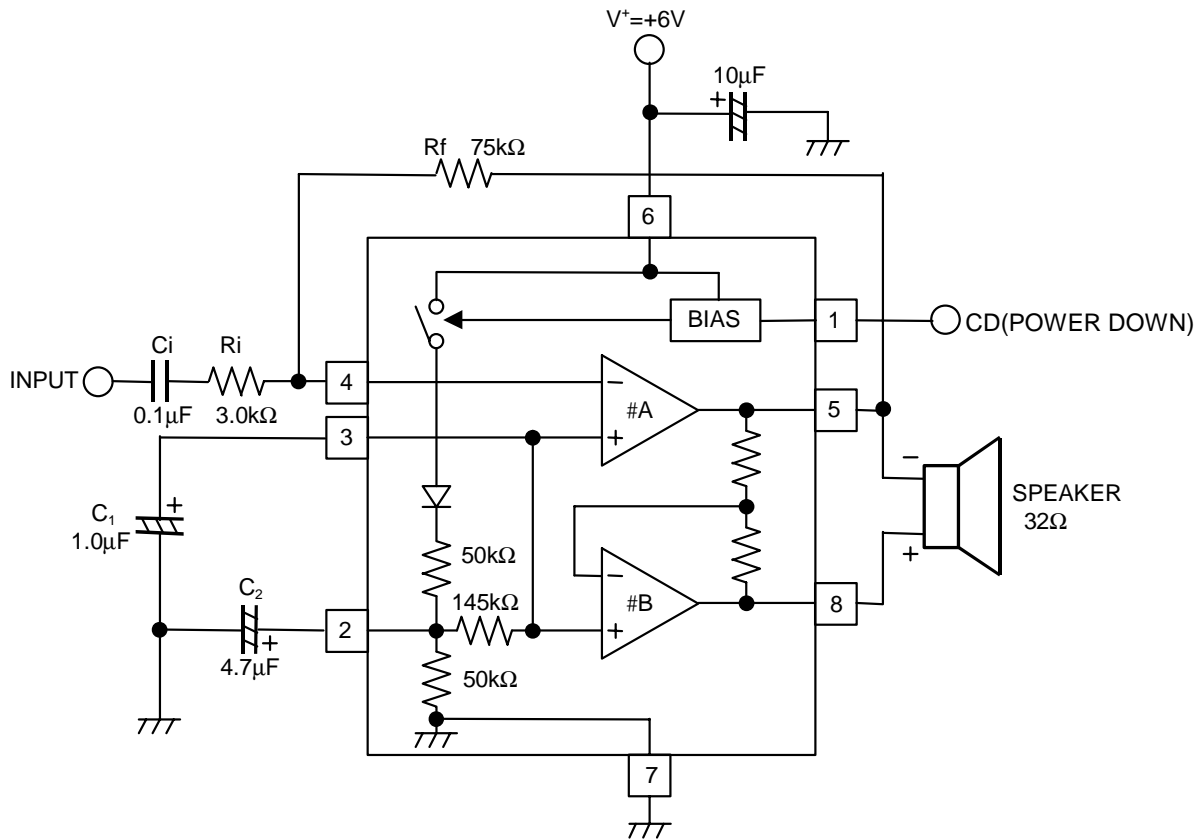 V+=+6V
10µF
Rf 75kΩ
6
BIAS
1
CD(POWER DOWN)
Ci
Ri
INPUT
0.1µF
3.0kΩ
4
−
#A
+
5
3
−
SPEAKER
32Ω
+
C1
1.0µF
+
50kΩ
145kΩ
−
#B
+
8
C2
+
4.7µF
2
50kΩ
7
+